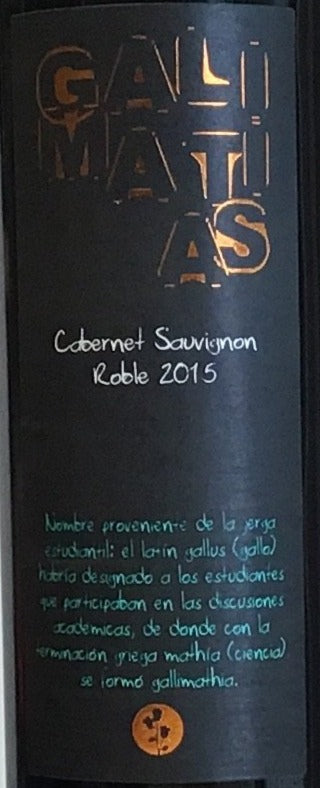 GALI
MATI
AS
Cabernet Sauvignon
Roble 2015
Nombre proveniente de la jerga
estudiantil: el latín gallus (gallo)
habría designado a los estudiantes
que participaban en las discusiones
académicas, de donde con la
terminación griega mathia (ciencia)
se formó gallimathia.